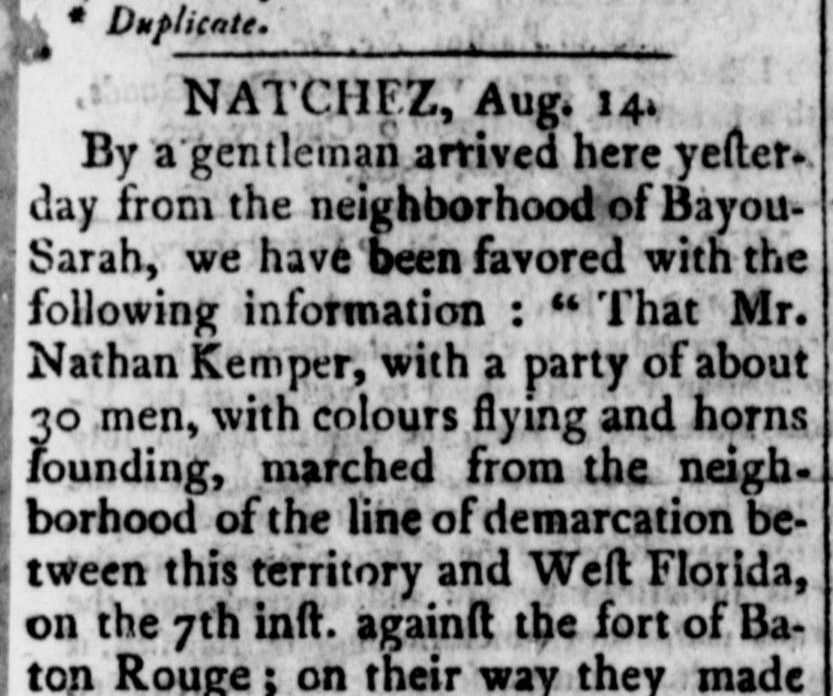 * Duplicate.
NATCHEZ, Aug. 14.
By a gentleman arrived here yeſter-
day from the neighborhood of Bayou-
Sarah, we have been favored with the
following information : “ That Mr.
Nathan Kemper, with a party of about
30 men, with colours flying and horns
ſounding, marched from the neigh-
borhood of the line of demarcation be-
tween this territory and Weſt Florida,
on the 7th inſt. againſt the fort of Ba-
ton Rouge ; on their way they made